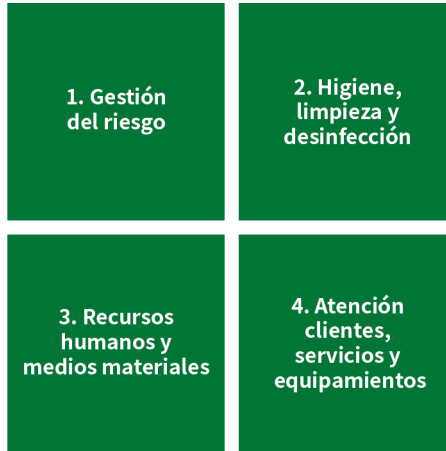 1. Gestión
del riesgo
2. Higiene,
limpieza y
desinfección
3. Recursos
humanos y
medios materiales
4. Atención
clientes,
servicios y
equipamientos